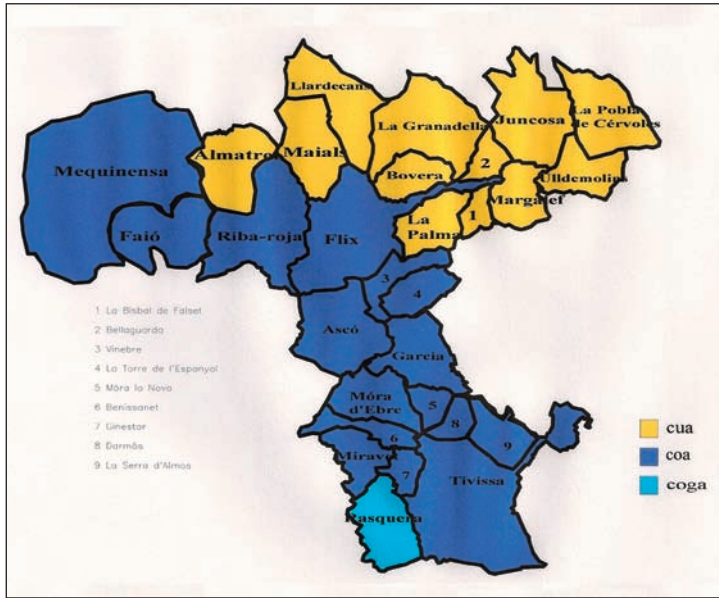 Llardecans
La Granadella
Juncosa
La Pobla
de Cérvoles
Almatre
Maials
2
Mequinensa
Bovera
Ulldemolins
Margalef
La
Palma
1
Faió
Riba-roja
Flix
3
4
1 La Bisbal de Falset
2 Bellaguarda
3 Vinebre
4 La Torre de l'Espanyol
5 Móra la Nova
6 Benissanet
7 Ginestar
8 Darmós
9 La Serra d'Almos
Ascó
Garcia
Móra
d'Ebre
5
8
6
9
Miravet
7
Tivissa
Rasquera
cua
coa
coga